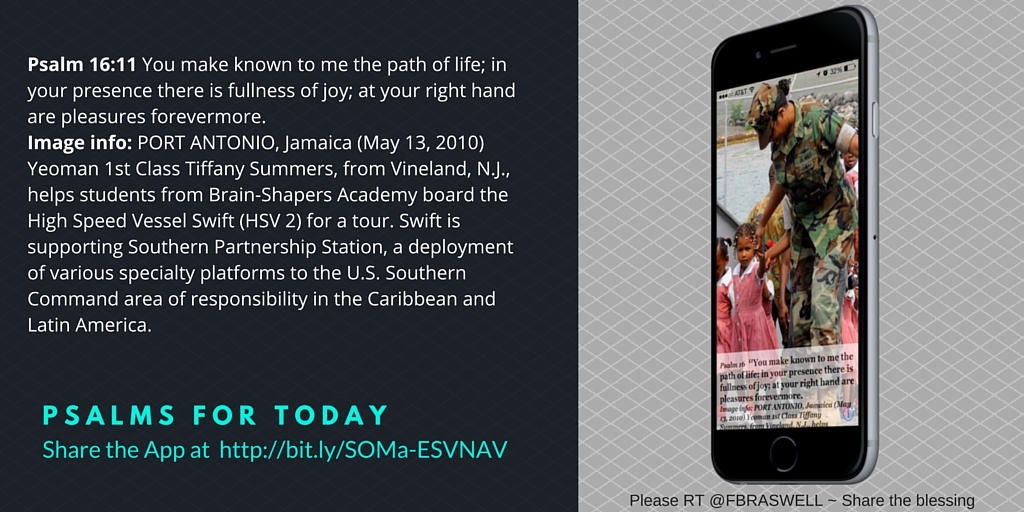 Psalm 16:11 You make known to me the path of life; in
your presence there is fullness of joy; at your right hand
are pleasures forevermore.
Image info: PORT ANTONIO, Jamaica (May 13, 2010)
Yeoman 1st Class Tiffany Summers, from Vineland, N.J.,
helps students from Brain-Shapers Academy board the
High Speed Vessel Swift (HSV 2) for a tour. Swift is
supporting Southern Partnership Station, a deployment
of various specialty platforms to the U.S. Southern
Command area of responsibility in the Caribbean and
Latin America.
PSALMS FOR TODAY
Share the App at http://bit.ly/SOMa-ESVNAV
AT&T 32%
Psalm 16 "You make known to me the
path of life; in your presence there is
fullness of joy; at your right hand are
pleasures forevermore.
Image info: PORT ANTONIO, Jamaica (May
13, 2010) Yeoman 1st Class Tiffany
Summers, from Vineland, N.J., helps
Please RT @FBRASWELL ~ Share the blessing